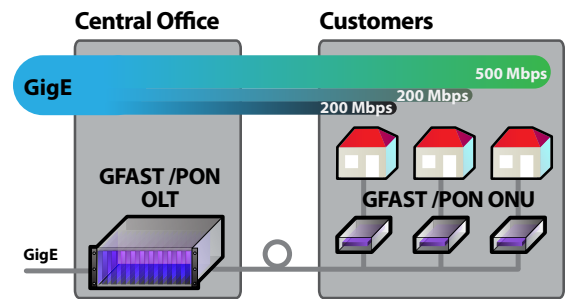 Central Office
Customers
GigE
500 Mbps
200 Mbps
200 Mbps
GFAST /PON
OLT
GFAST /PON ONU
GigE